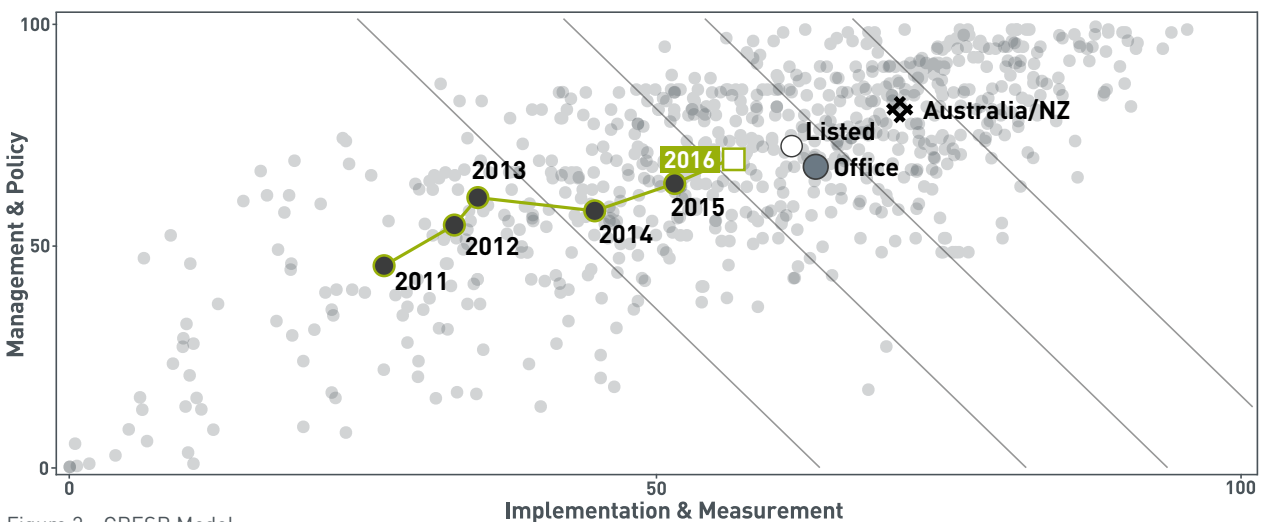 100
Management & Policy
50
0
2011
2012
2013
2014
2015
2016
Listed
Office
Australia/NZ
0
50
100
Implementation & Measurement